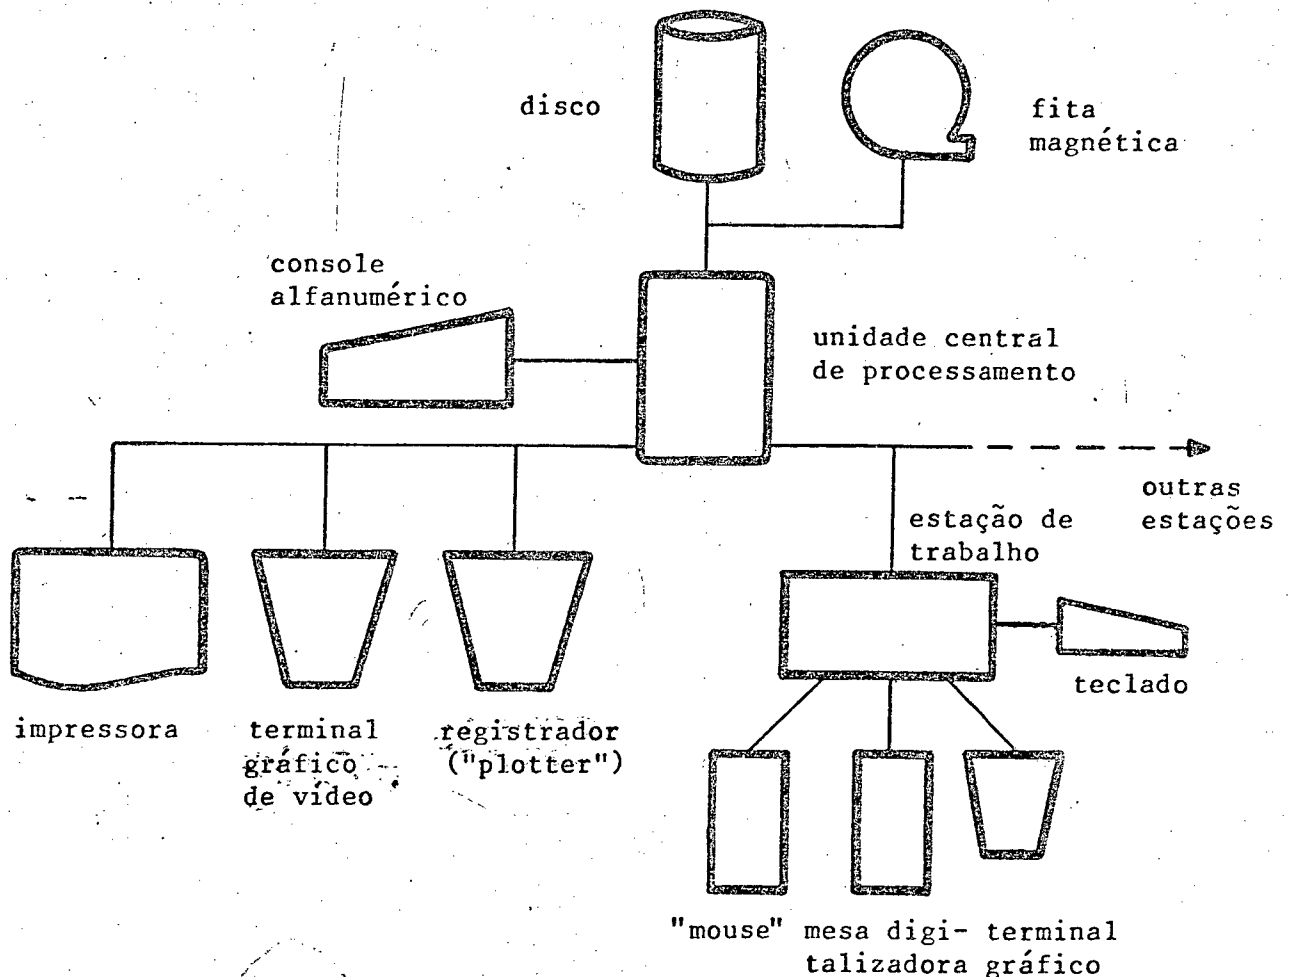 disco
fita
magnética
console
alfanumérico
unidade central
de processamento
outras
estações
estação de
trabalho
teclado
impressora
terminal
gráfico
de vídeo
registrador
("plotter")
"mouse"
mesa digi-
talizadora
terminal
gráfico